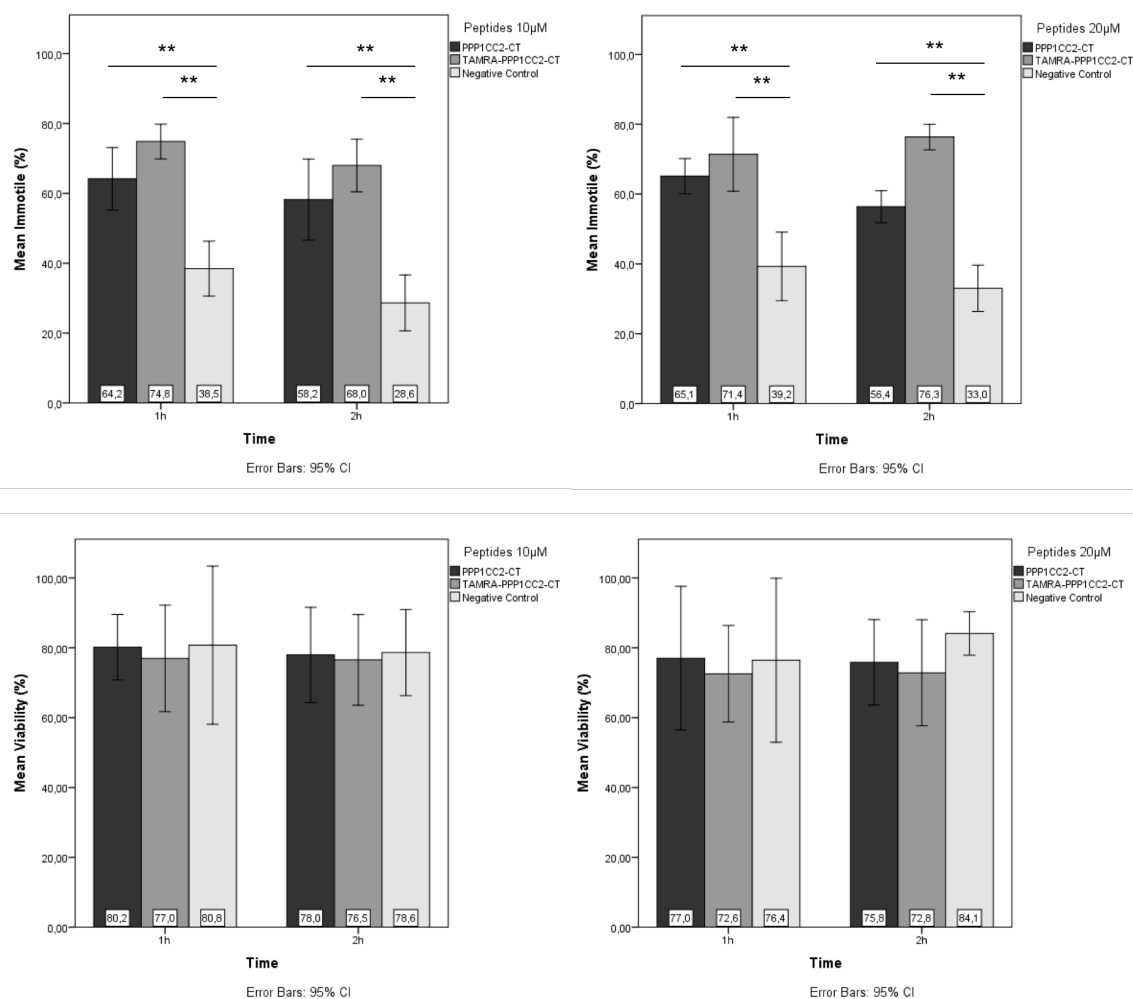 Peptides 10µM
PPP1CC2-CT
TAMRA-PPP1CC2-CT
Negative Control
Mean Immotile (%)
100,0
80,0
60,0
40,0
20,0
0,0
**
**
**
**
64,2
74,8
38,5
58,2
68,0
28,6
1h
2h
Time
Error Bars: 95% CI
Peptides 20µM
PPP1CC2-CT
TAMRA-PPP1CC2-CT
Negative Control
Mean Immotile (%)
100,0
80,0
60,0
40,0
20,0
0,0
**
**
**
**
65,1
71,4
39,2
56,4
76,3
33,0
1h
2h
Time
Error Bars: 95% CI
Peptides 10µM
PPP1CC2-CT
TAMRA-PPP1CC2-CT
Negative Control
Mean Viability (%)
100,00
80,00
60,00
40,00
20,00
0,00
80,2
77,0
80,8
78,0
76,5
78,6
1h
2h
Time
Error Bars: 95% CI
Peptides 20µM
PPP1CC2-CT
TAMRA-PPP1CC2-CT
Negative Control
Mean Viability (%)
100,00
80,00
60,00
40,00
20,00
0,00
77,0
72,6
76,4
75,8
72,8
84,1
1h
2h
Time
Error Bars: 95% CI